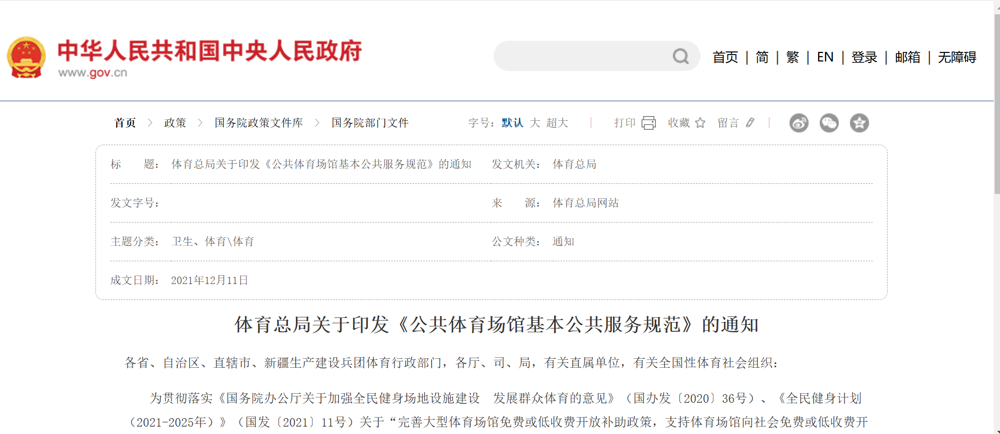 中华人民共和国中央人民政府
www.gov.cn
首页 | 简 | 繁 | EN | 登录 | 邮箱 | 无障碍
首页 > 政策 > 国务院政策文件库 > 国务院部门文件 字号：默认 大 超大 | 打印 收藏 留言 |
标 题： 体育总局关于印发《公共体育场馆基本公共服务规范》的通知 发文机关： 体育总局
发文字号： 来 源： 体育总局网站
主题分类： 卫生、体育\体育 公文种类： 通知
成文日期： 2021年12月11日
体育总局关于印发《公共体育场馆基本公共服务规范》的通知
各省、自治区、直辖市、新疆生产建设兵团体育行政部门，各厅、司、局，有关直属单位，有关全国性体育社会组织：
为贯彻落实《国务院办公厅关于加强全民健身场地设施建设 发展群众体育的意见》（国办发〔2020〕36号）、《全民健身计划
（2021-2025年）》（国发〔2021〕11号）关于“完善大型体育场馆免费或低收费开放补助政策，支持体育场馆向社会免费或低收费开